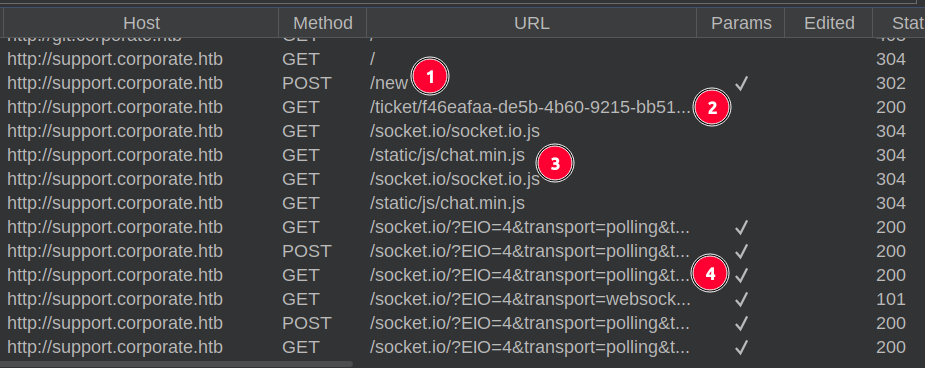 Host Method URL Params Edited Stat
http://git.corporate.htb GET / 403
http://support.corporate.htb GET / 304
http://support.corporate.htb POST /new 1 ✓ 302
http://support.corporate.htb GET /ticket/f46eafaa-de5b-4b60-9215-bb51... 2 200
http://support.corporate.htb GET /socket.io/socket.io.js 304
http://support.corporate.htb GET /static/js/chat.min.js 3 304
http://support.corporate.htb GET /socket.io/socket.io.js 304
http://support.corporate.htb GET /static/js/chat.min.js 304
http://support.corporate.htb GET /socket.io/?EIO=4&transport=polling&t... ✓ 200
http://support.corporate.htb POST /socket.io/?EIO=4&transport=polling&t... ✓ 200
http://support.corporate.htb GET /socket.io/?EIO=4&transport=polling&t... 4 ✓ 200
http://support.corporate.htb GET /socket.io/?EIO=4&transport=websock... ✓ 101
http://support.corporate.htb POST /socket.io/?EIO=4&transport=polling&t... ✓ 200
http://support.corporate.htb GET /socket.io/?EIO=4&transport=polling&t... ✓ 200